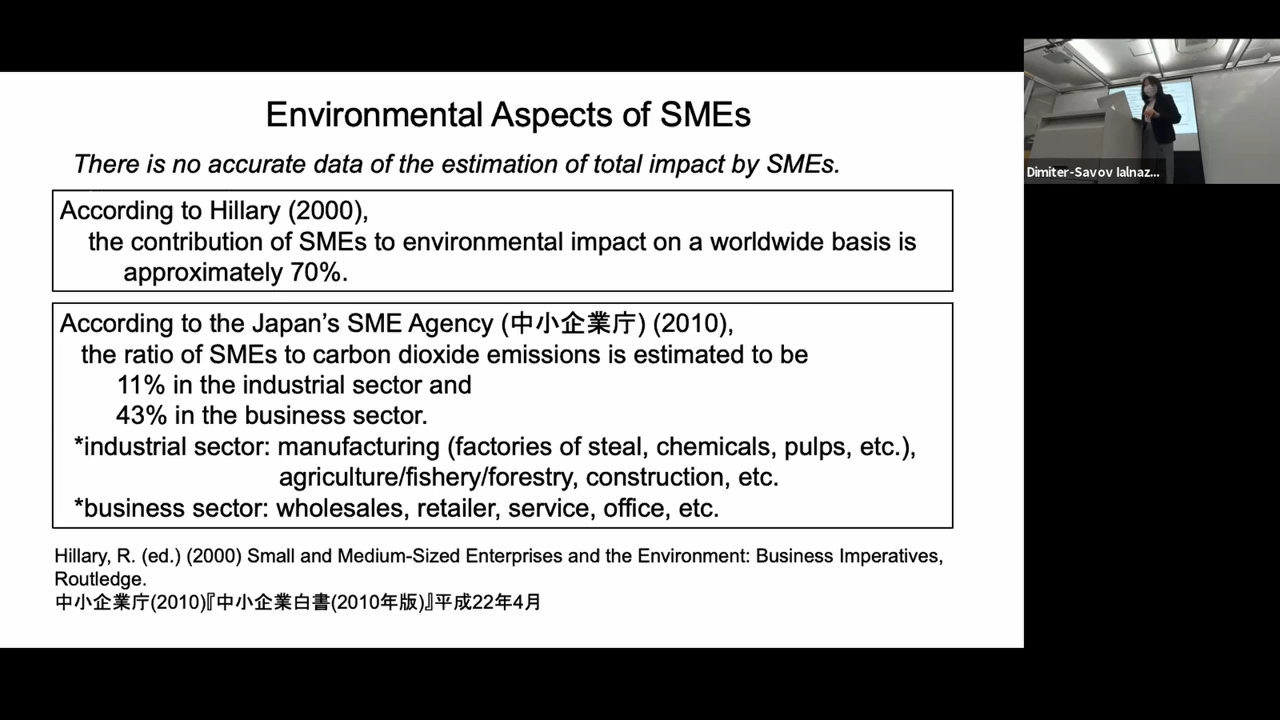 Environmental Aspects of SMEs
There is no accurate data of the estimation of total impact by SMEs.
According to Hillary (2000),
the contribution of SMEs to environmental impact on a worldwide basis is
approximately 70%.
According to the Japan’s SME Agency (中小企業庁) (2010),
the ratio of SMEs to carbon dioxide emissions is estimated to be
11% in the industrial sector and
43% in the business sector.
*industrial sector: manufacturing (factories of steal, chemicals, pulps, etc.),
agriculture/fishery/forestry, construction, etc.
*business sector: wholesales, retailer, service, office, etc.
Hillary, R. (ed.) (2000) Small and Medium-Sized Enterprises and the Environment: Business Imperatives,
Routledge.
中小企業庁(2010)『中小企業白書(2010年版)』平成22年4月
Dimiter-Savov Ialnaz...